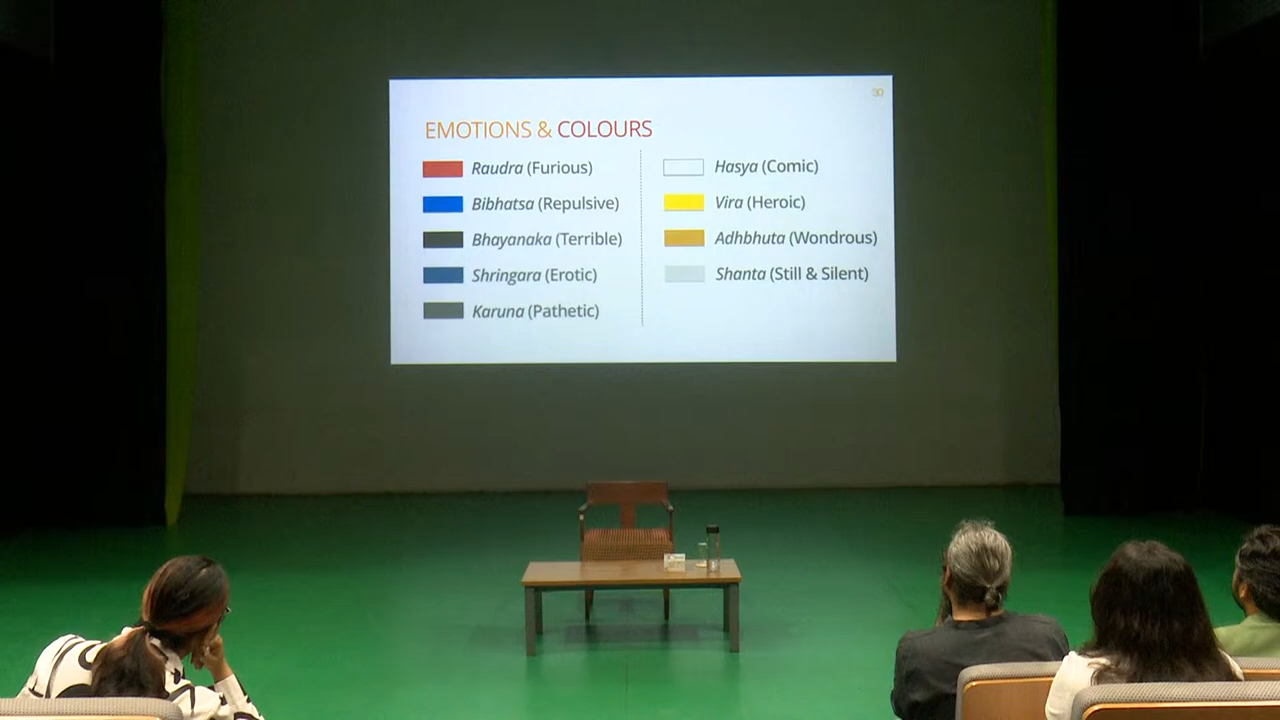 30
EMOTIONS & COLOURS
Raudra (Furious)
Bibhatsa (Repulsive)
Bhayanaka (Terrible)
Shringara (Erotic)
Karuna (Pathetic)
Hasya (Comic)
Vira (Heroic)
Adhbhuta (Wondrous)
Shanta (Still & Silent)